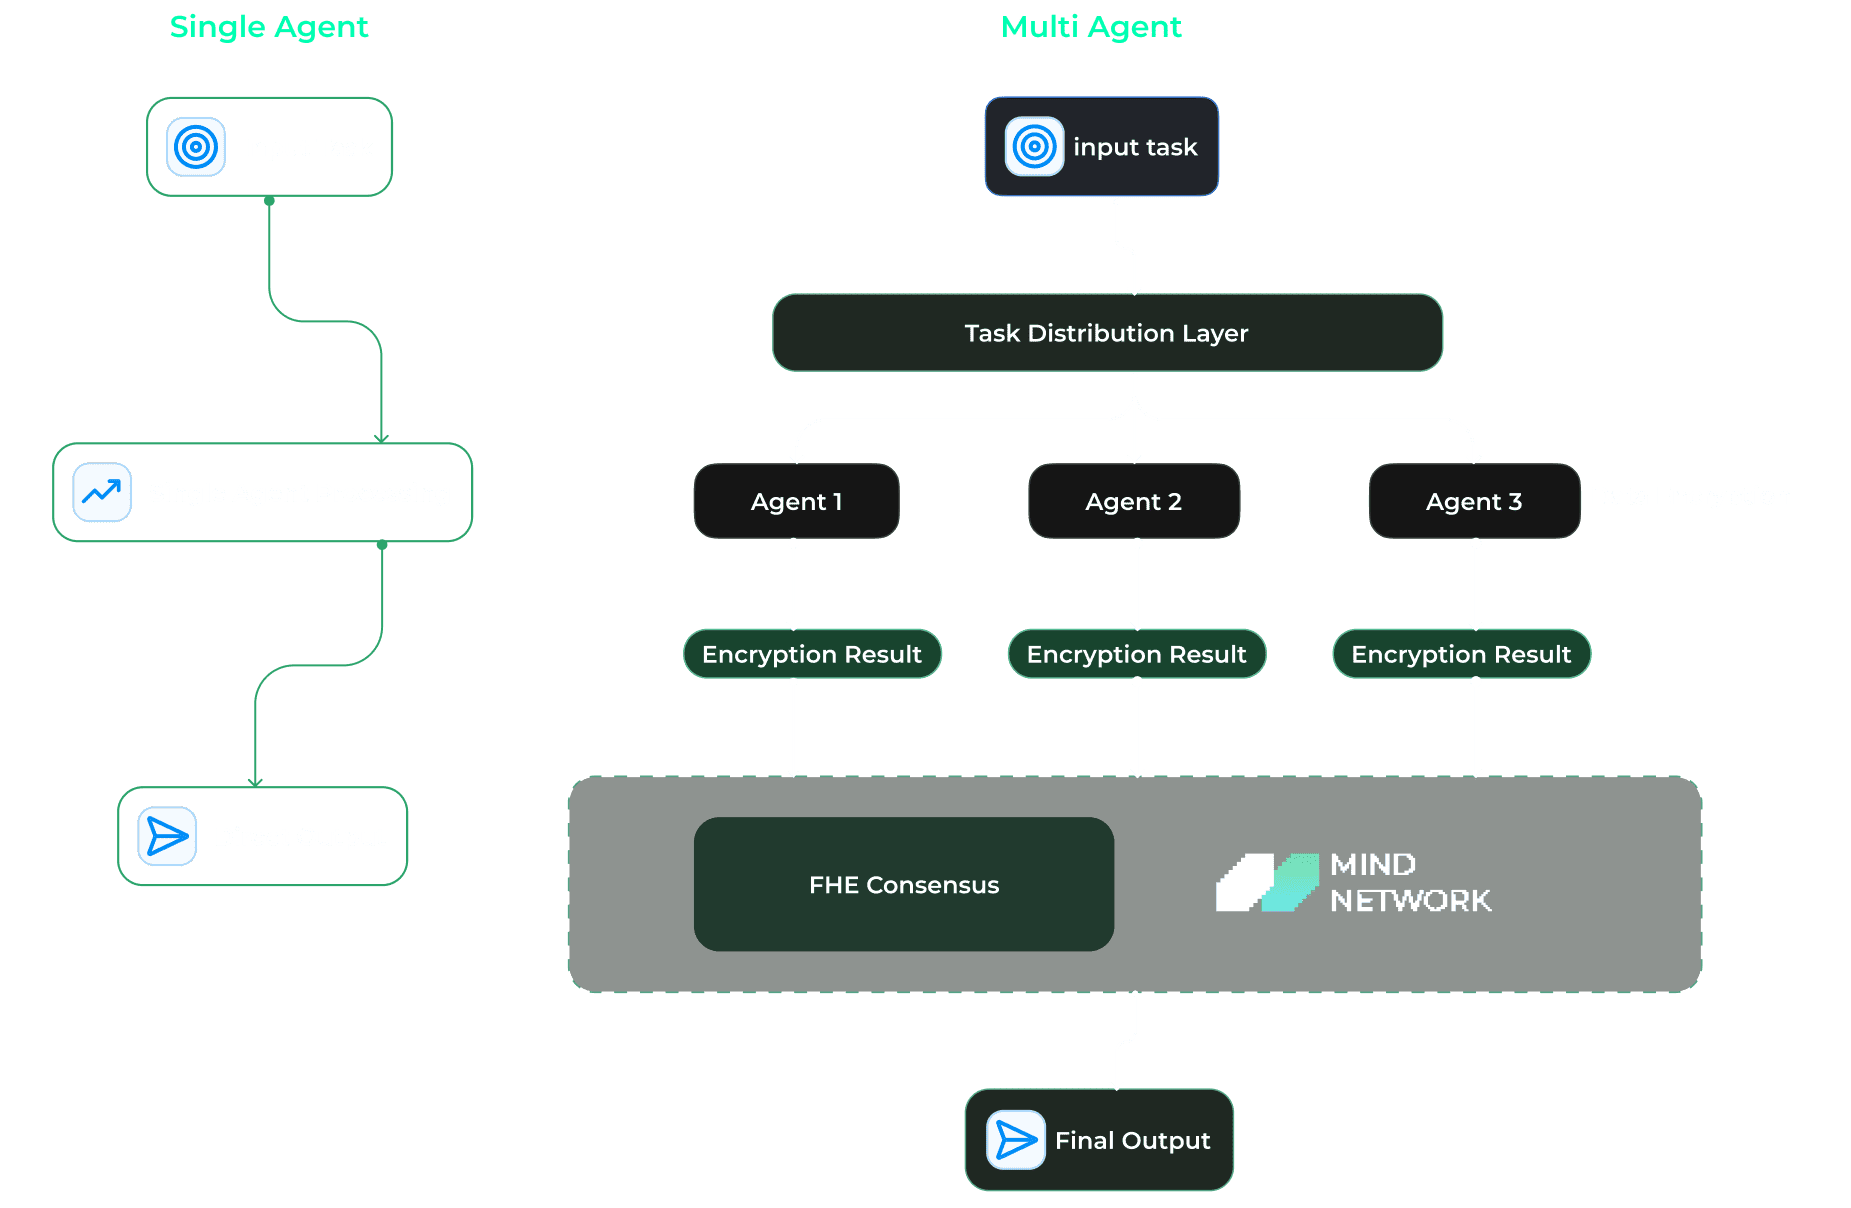 Single Agent
Multi Agent
input task
Task Distribution Layer
Agent 1
Agent 2
Agent 3
Encryption Result
Encryption Result
Encryption Result
FHE Consensus
MIND
NETWORK
Final Output